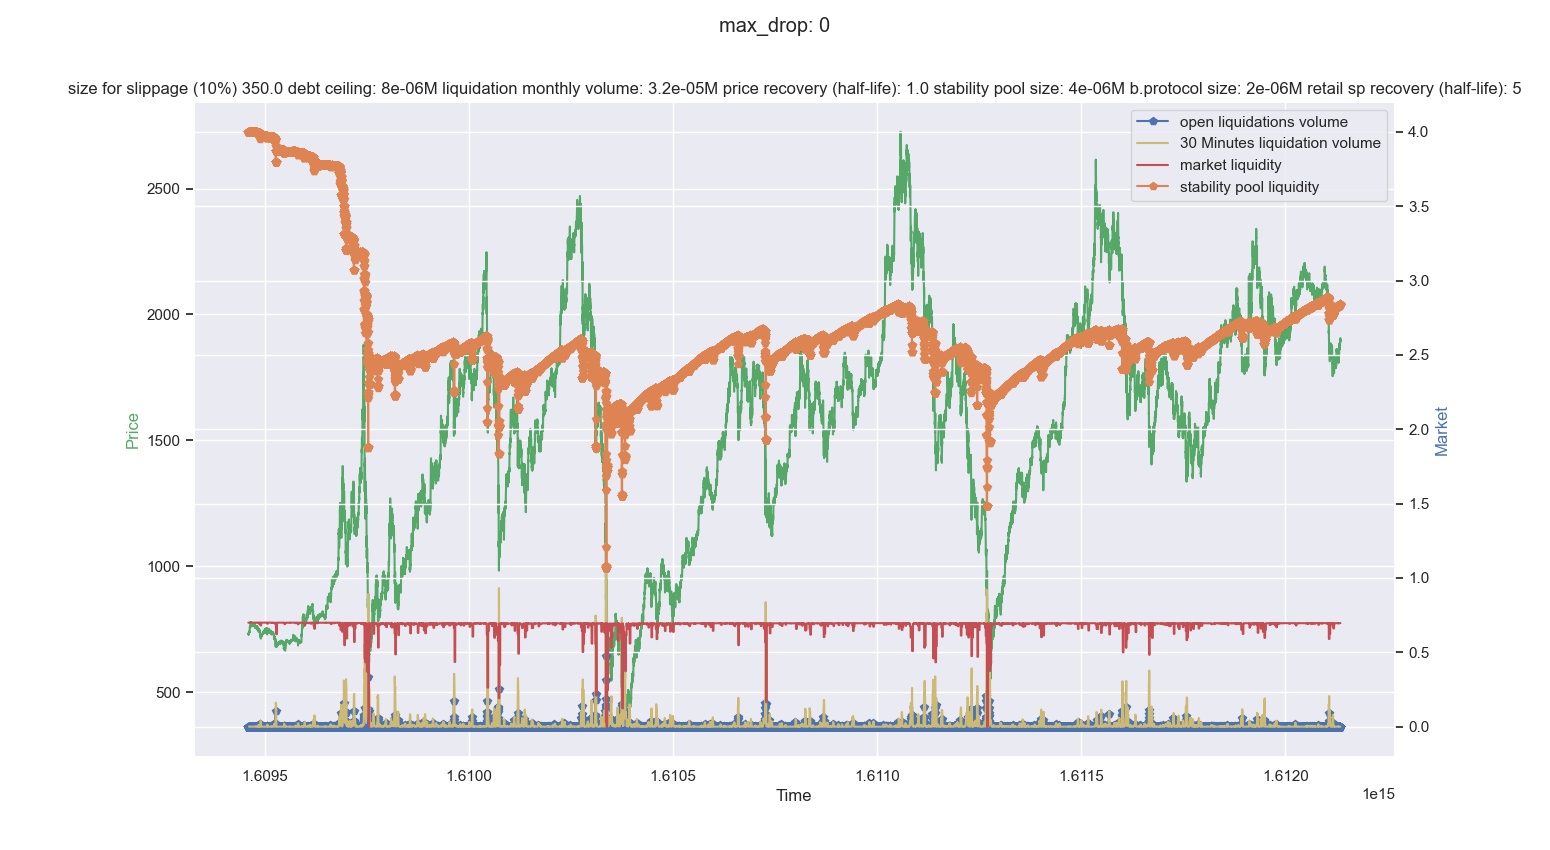 max_drop: 0
size for slippage (10%) 350.0 debt ceiling: 8e-06M liquidation monthly volume: 3.2e-05M price recovery (half-life): 1.0 stability pool size: 4e-06M b.protocol size: 2e-06M retail sp recovery (half-life): 5
open liquidations volume
30 Minutes liquidation volume
market liquidity
stability pool liquidity
2500
2000
1500
1000
500
Price
4.0
3.5
3.0
2.5
2.0
1.5
1.0
0.5
0.0
Market
1.6095 1.6100 1.6105 1.6110 1.6115 1.6120
1e15
Time